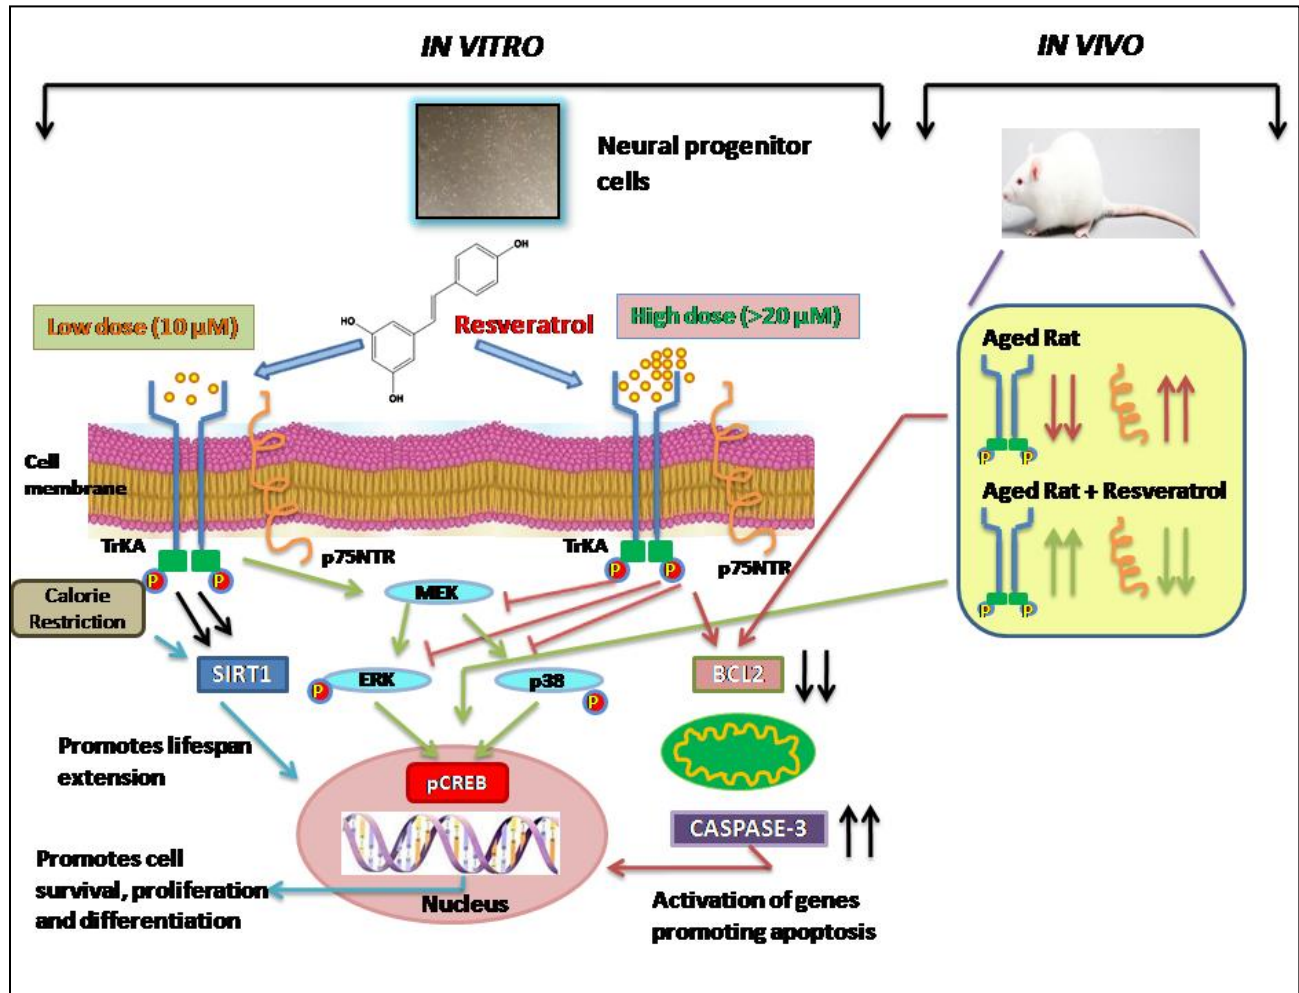 IN VITRO
IN VIVO
Neural progenitor
cells
OH
HO
OH
Low dose (10 µM)
Resveratrol
High dose (>20 µM)
Cell
membrane
TrKA
p75NTR
TrKA
p75NTR
P
P
P
P
Calorie
Restriction
MEK
SIRT1
P
ERK
p38
P
BCL2
Promotes lifespan
extension
pCREB
CASPASE-3
Promotes cell
survival, proliferation
and differentiation
Nucleus
Activation of genes
promoting apoptosis
Aged Rat
P
P
Aged Rat + Resveratrol
P
P